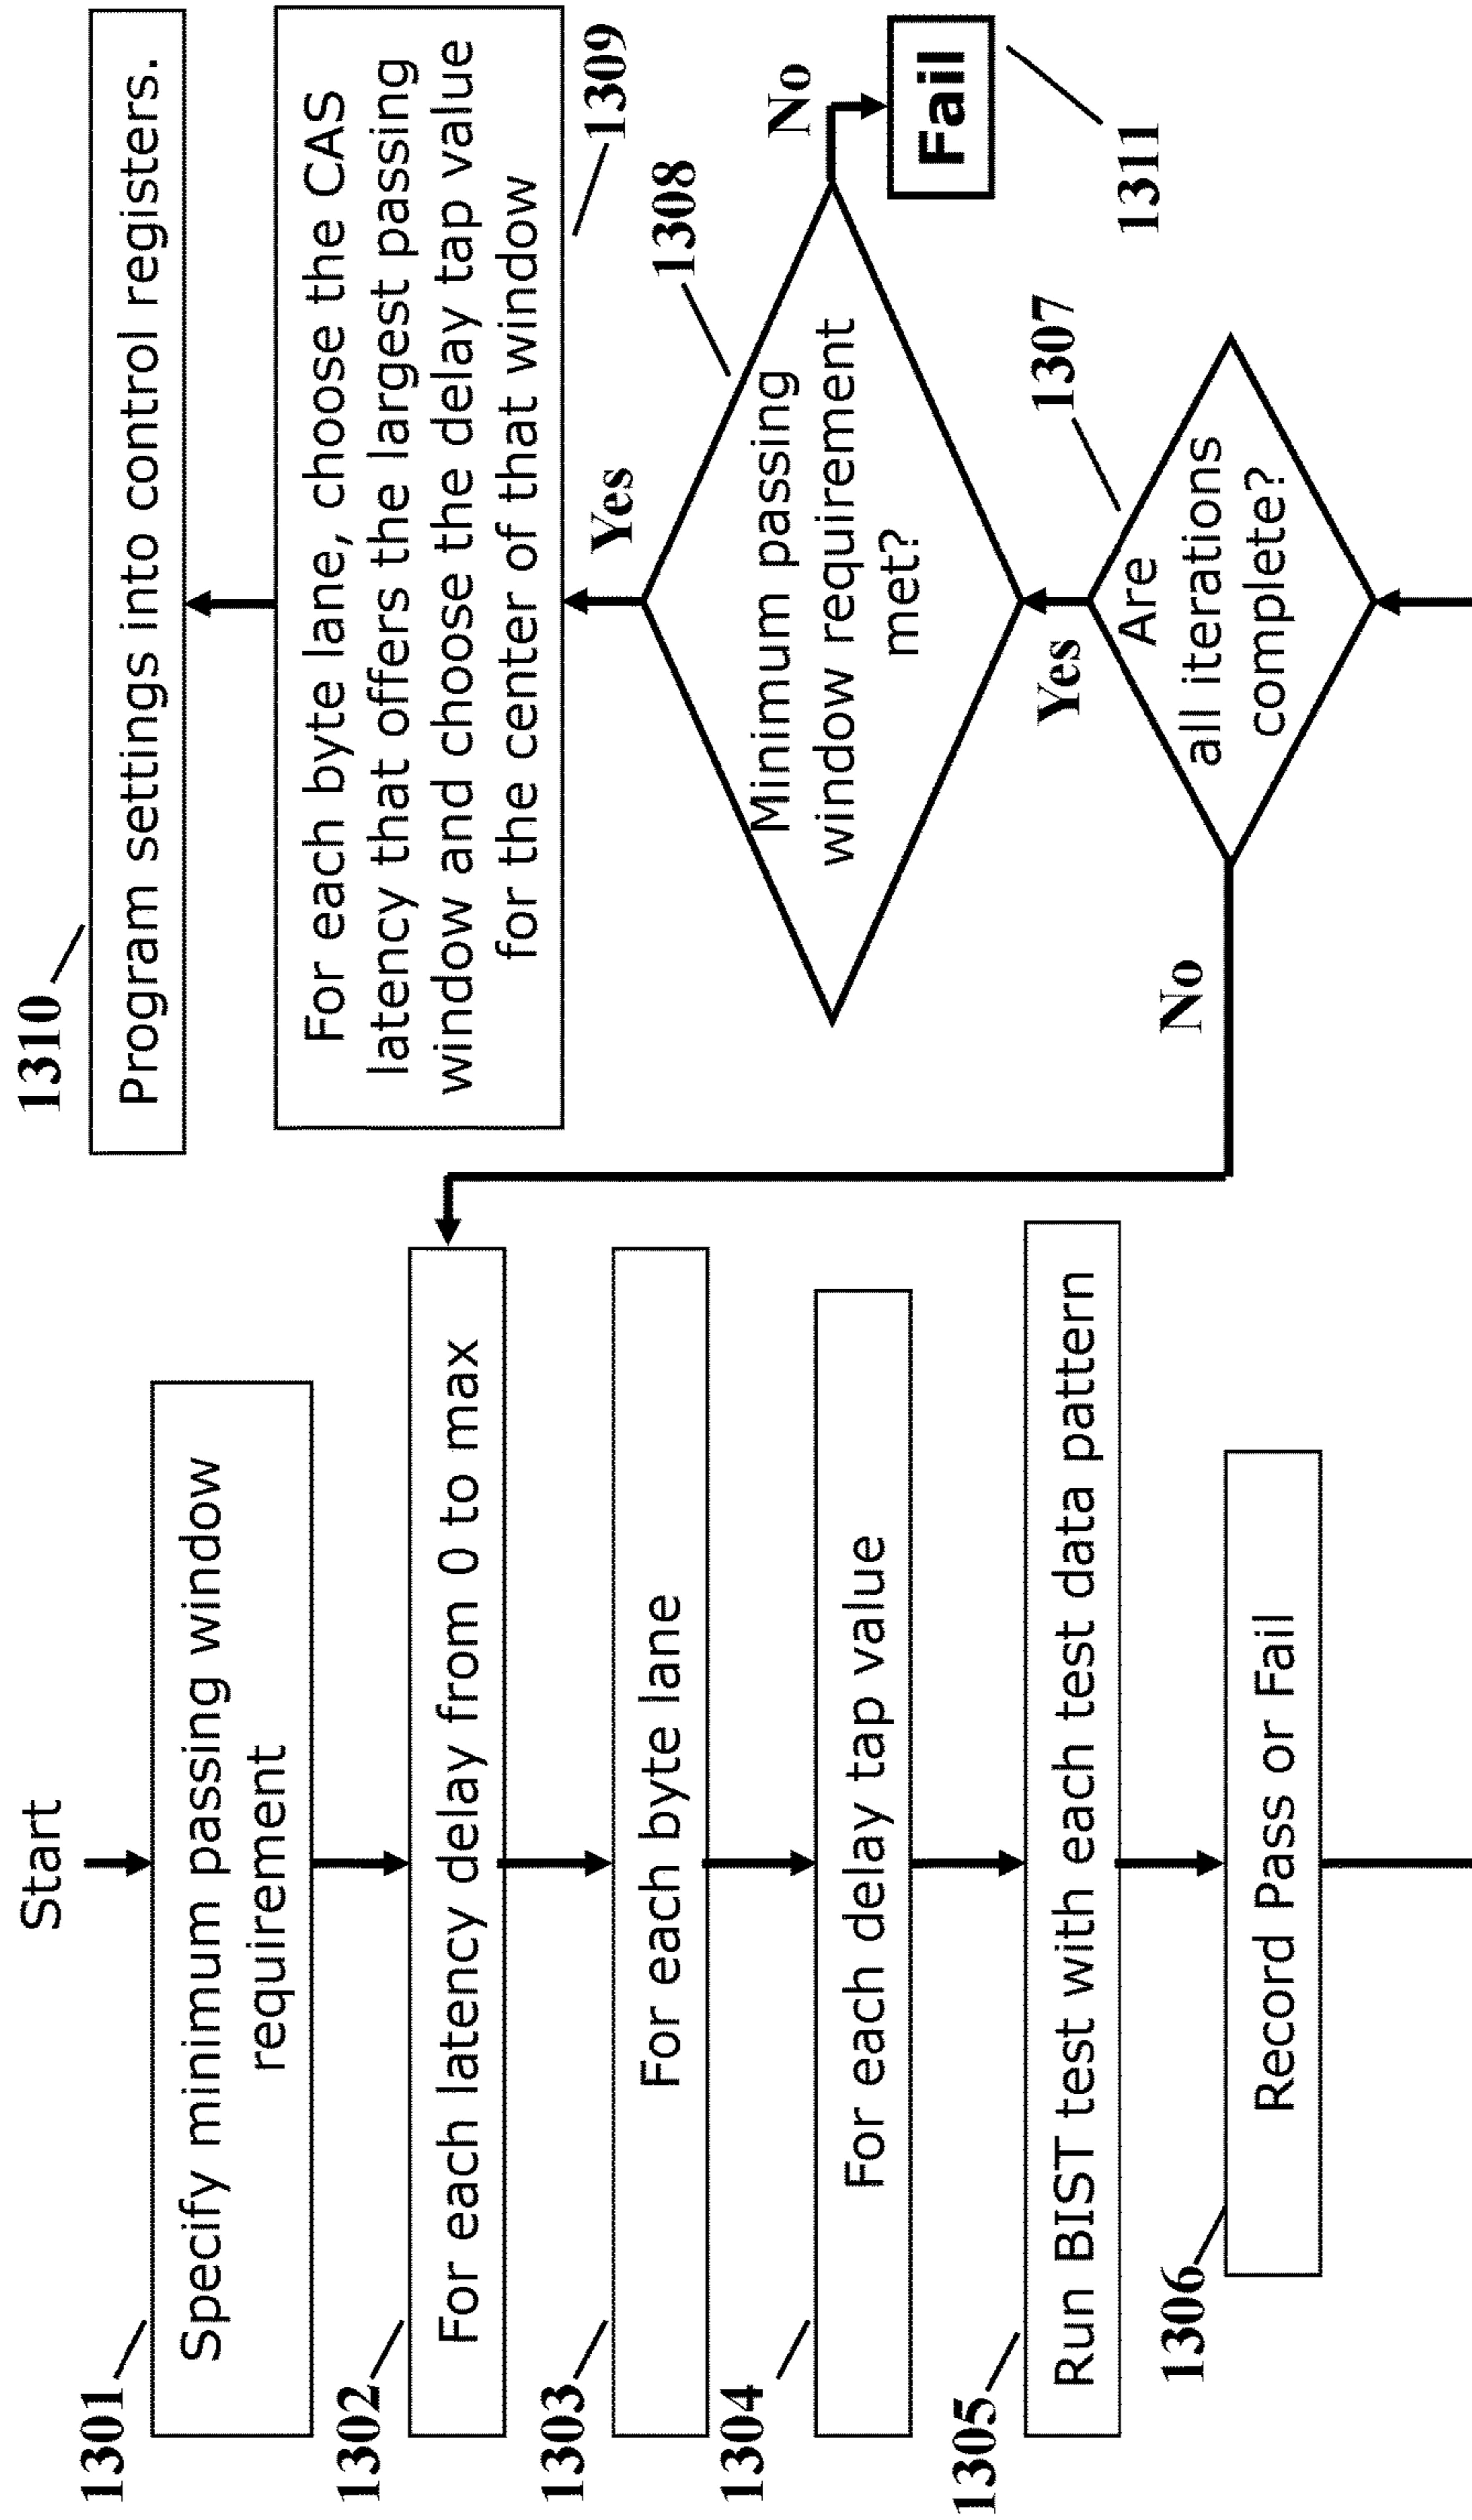 Start
1301
Specify minimum passing window
requirement
1302
For each latency delay from 0 to max
1303
For each byte lane
1304
For each delay tap value
1305
Run BIST test with each test data pattern
1306
Record Pass or Fail
1310
Program settings into control registers.
For each byte lane, choose the CAS
latency that offers the largest passing
window and choose the delay tap value
for the center of that window
1309
Yes
1308
Minimum passing
window requirement
met?
No
Fail
1311
Yes
1307
Are
all iterations
complete?
No